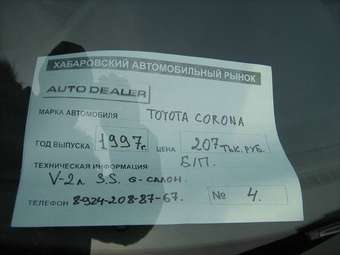 ХАБАРОВСКИЙ АВТОМОБИЛЬНЫЙ РЫНОК
AUTO DEALER
МАРКА АВТОМОБИЛЯ TOYOTA CORONA
ГОД ВЫПУСКА 1997г. ЦЕНА 207 ТЫС. РУБ.
ТЕХНИЧЕСКАЯ ИНФОРМАЦИЯ Б/П.
V-2л S.S. G-САЛОН.
ТЕЛЕФОН 8-924-208-87-67. № 4.